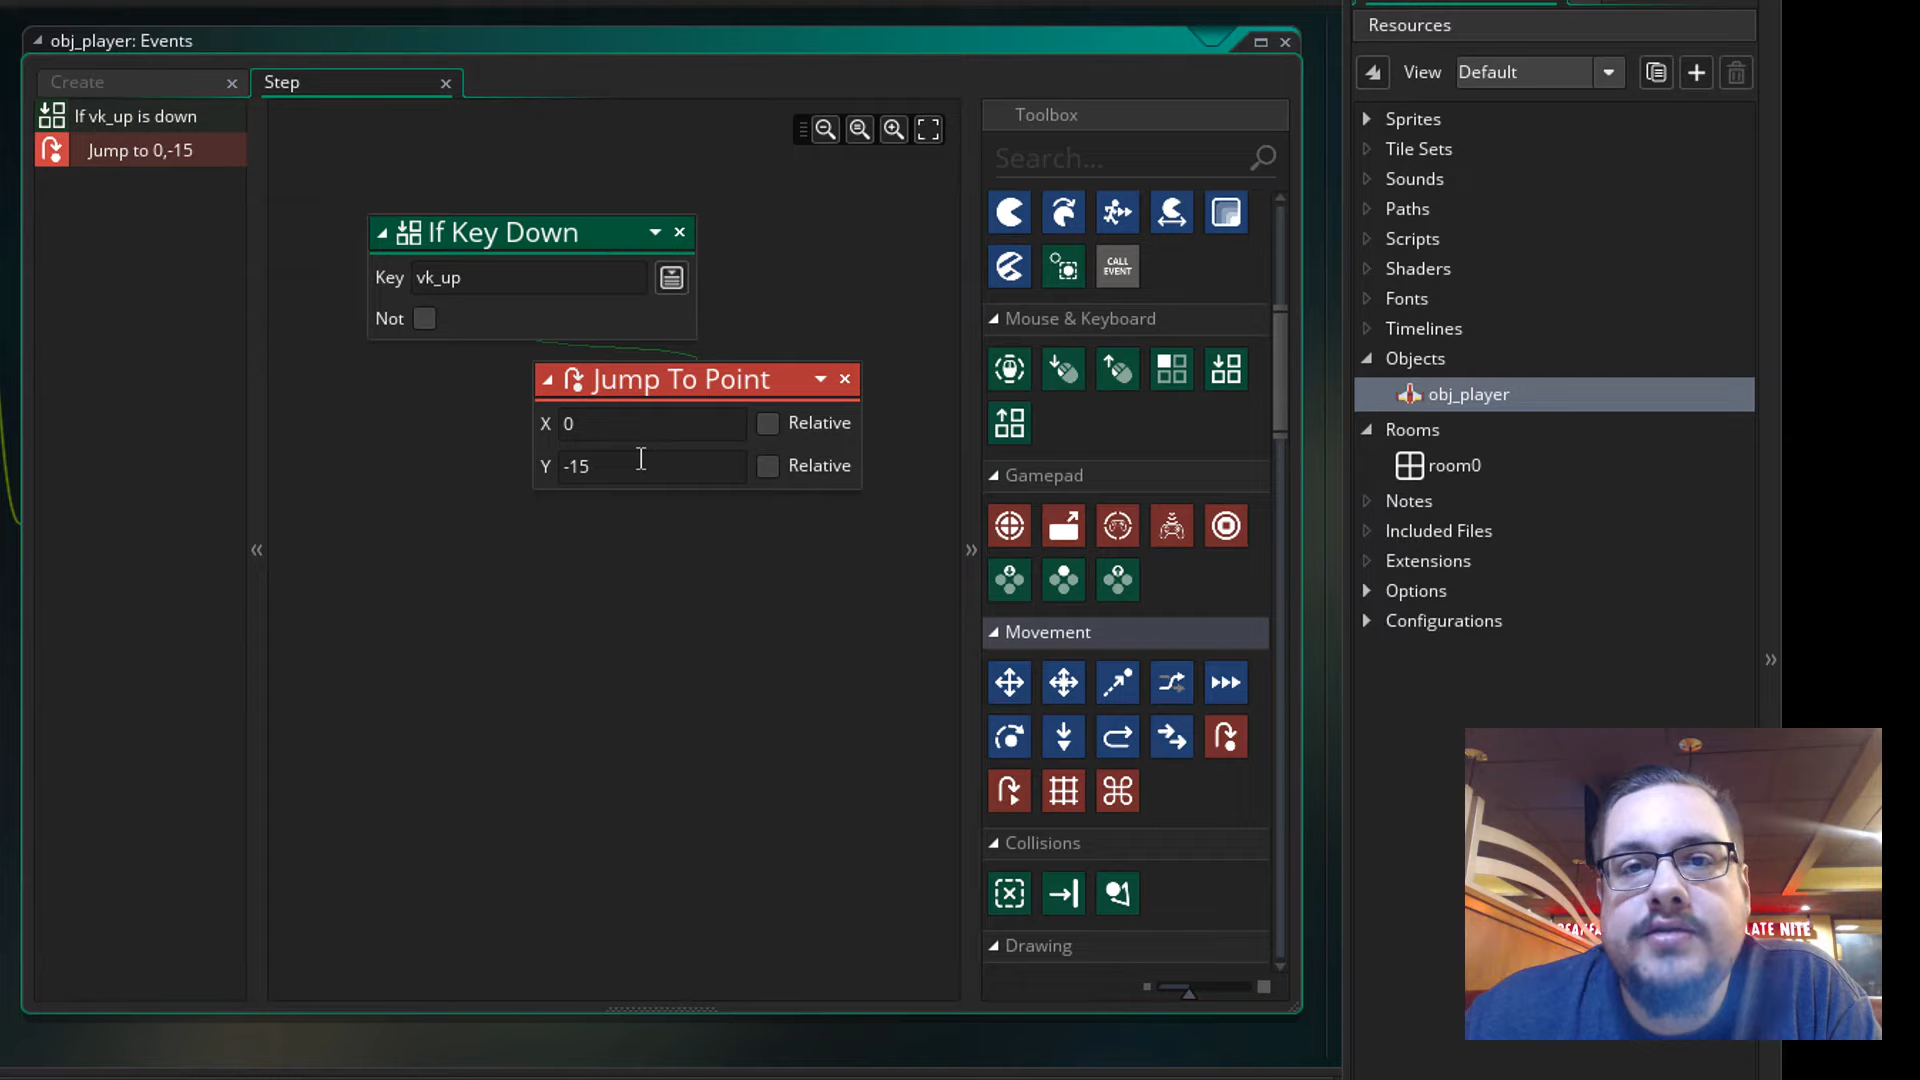 obj_player: Events
Create
Step
If vk_up is down
Jump to 0,-15
If Key Down
Key vk_up
Not
Jump To Point
X 0 Relative
Y -15 Relative
Toolbox
Search...
CALL
EVENT
Mouse & Keyboard
Gamepad
Movement
Collisions
Drawing
Resources
View Default
Sprites
Tile Sets
Sounds
Paths
Scripts
Shaders
Fonts
Timelines
Objects
obj_player
Rooms
room0
Notes
Included Files
Extensions
Options
Configurations
LATE NITE